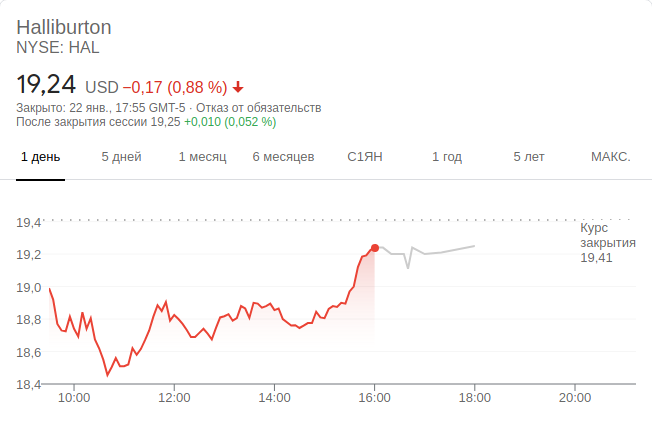 Halliburton
NYSE: HAL
19,24 USD −0,17 (0,88 %)
Закрыто: 22 янв., 17:55 GMT-5 · Отказ от обязательств
После закрытия сессии 19,25 +0,010 (0,052 %)
1 день 5 дней 1 месяц 6 месяцев С1ЯН 1 год 5 лет МАКС.
19,4
Курс
закрытия
19,41
19,2
19,0
18,8
18,6
18,4
10:00 12:00 14:00 16:00 18:00 20:00